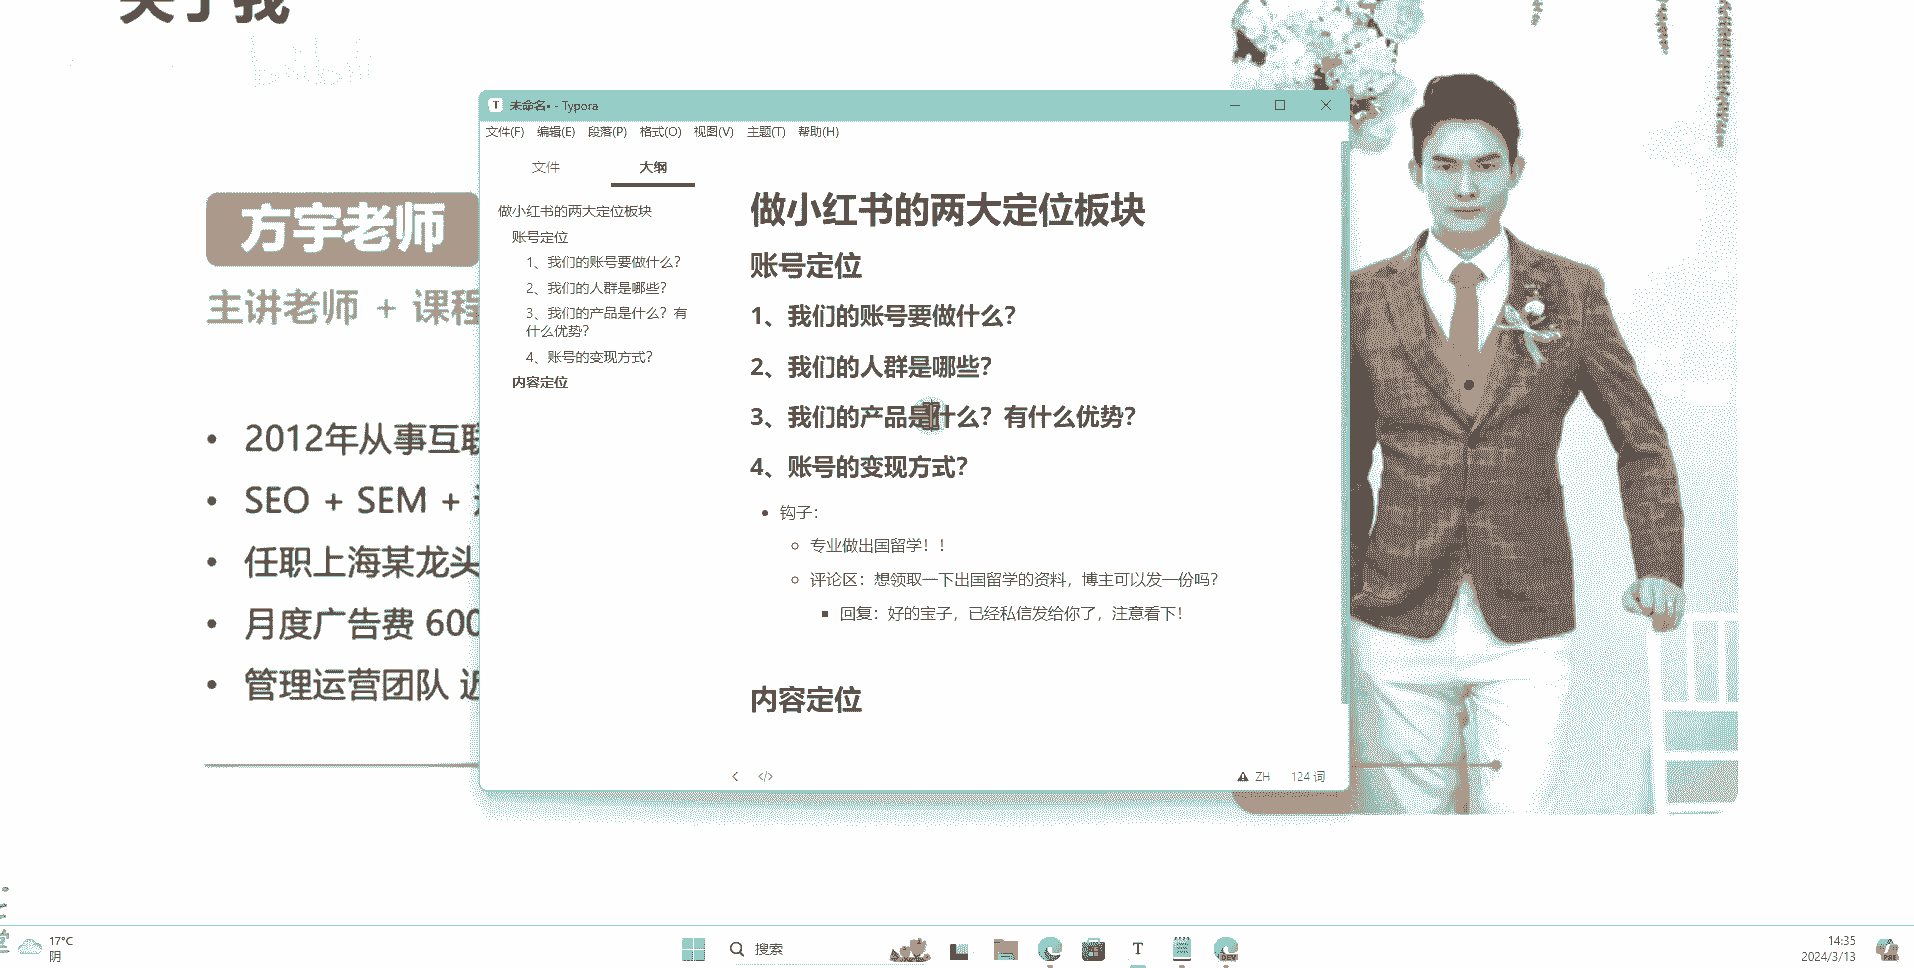 关于我
bilibili
未命名• - Typora
文件(F) 编辑(E) 段落(P) 格式(O) 视图(V) 主题(T) 帮助(H)
文件 大纲
做小红书的两大定位板块
账号定位
1、我们的账号要做什么？
2、我们的人群是哪些？
3、我们的产品是什么？有
什么优势？
4、账号的变现方式？
内容定位
做小红书的两大定位板块
账号定位
1、我们的账号要做什么？
2、我们的人群是哪些？
3、我们的产品是什么？有什么优势？
4、账号的变现方式？
钩子：
专业做出国留学！！
评论区：想领取一下出国留学的资料，博主可以发一份吗？
回复：好的宝子，已经私信发给你了，注意看下！
内容定位
ZH 124 词
方宇老师
主讲老师 + 课程
2012年从事互联
SEO + SEM +
任职上海某龙头
月度广告费 600
管理运营团队 近
17°C
阴
搜索
T
DEV
14:35
2024/3/13
PRE